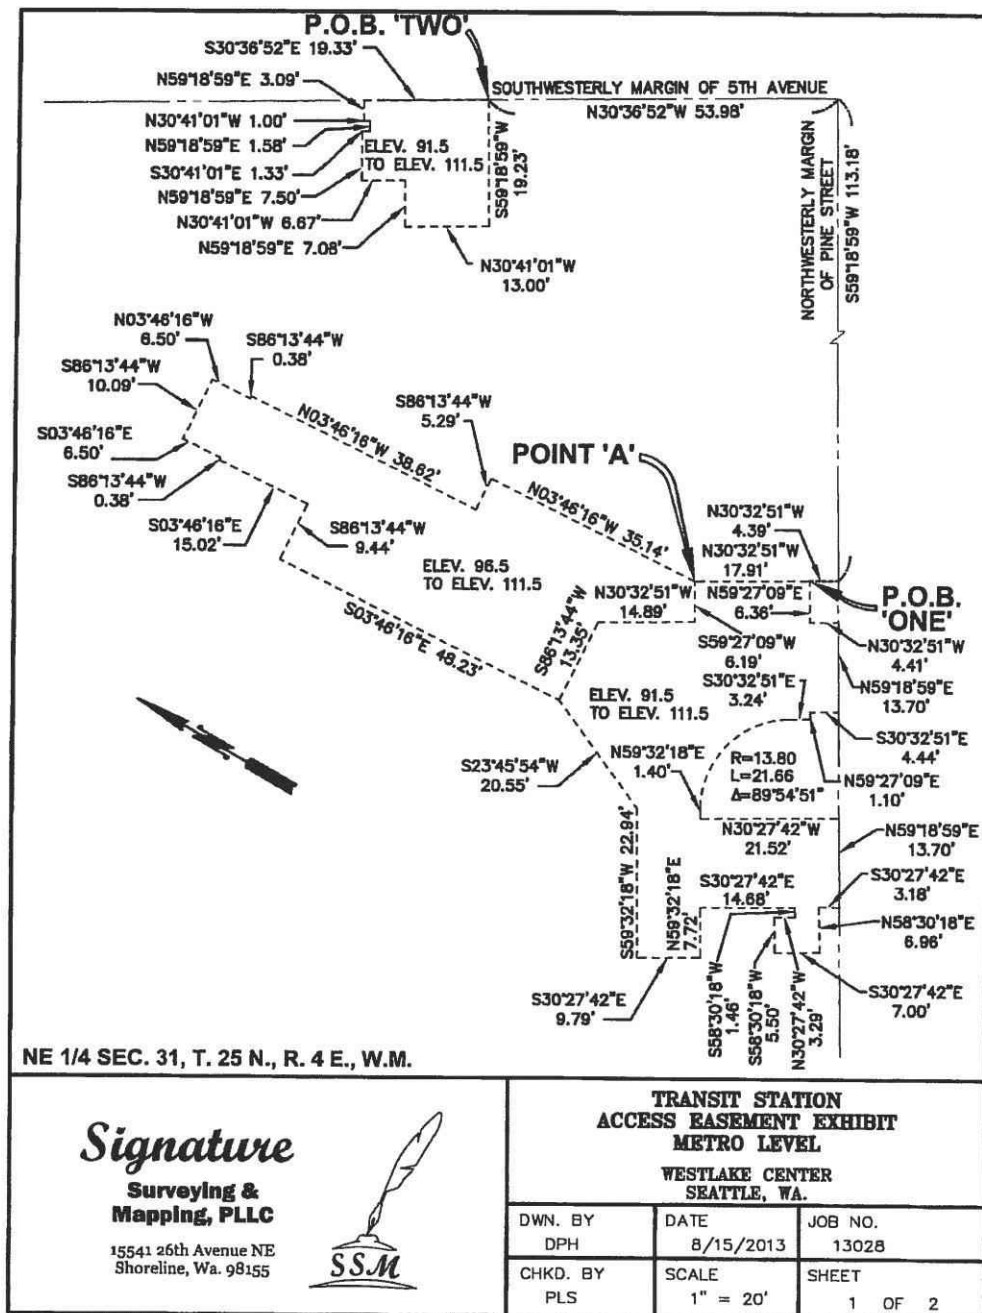 P.O.B. 'TWO'
S30°36'52"E 19.33'
N59°18'59"E 3.09'
SOUTHWESTERLY MARGIN OF 5TH AVENUE
N30°36'52"W 53.98'
N30°41'01"W 1.00'
N59°18'59"E 1.58'
S30°41'01"E 1.33'
N59°18'59"E 7.50'
N30°41'01"W 6.67'
N59°18'59"E 7.08'
ELEV. 91.5
TO ELEV. 111.5
S59°18'59"W
19.23'
N30°41'01"W
13.00'
NORTHWESTERLY MARGIN
OF PINE STREET
S59°18'59"W 113.18'
N03°46'16"W
6.50'
S86°13'44"W
0.38'
S86°13'44"W
10.09'
N03°46'16"W 38.62'
S86°13'44"W
5.29'
S03°46'16"E
6.50'
S86°13'44"W
0.38'
S03°46'16"E
15.02'
S86°13'44"W
9.44'
POINT 'A'
N03°46'16"W 35.14'
ELEV. 96.5
TO ELEV. 111.5
S03°46'16"E 48.23'
S86°13'44"W
13.35'
N30°32'51"W
4.39'
N30°32'51"W
17.91'
N30°32'51"W
14.89'
N59°27'09"E
6.36'
P.O.B.
'ONE'
S59°27'09"W
6.19'
N30°32'51"W
4.41'
S30°32'51"E
3.24'
N59°18'59"E
13.70'
ELEV. 91.5
TO ELEV. 111.5
S30°32'51"E
4.44'
S23°45'54"W
20.55'
N59°32'18"E
1.40'
R=13.80
L=21.66
Δ=89°54'51"
N59°27'09"E
1.10'
N30°27'42"W
21.52'
N59°18'59"E
13.70'
S59°32'18"W 22.94'
N59°32'18"E
7.72'
S30°27'42"E
14.68'
S30°27'42"E
3.18'
N58°30'18"E
6.96'
S30°27'42"E
9.79'
S58°30'18"W
1.46'
S58°30'18"W
5.50'
N30°27'42"W
3.29'
S30°27'42"E
7.00'
NE 1/4 SEC. 31, T. 25 N., R. 4 E., W.M.
Signature
Surveying &
Mapping, PLLC
15541 26th Avenue NE
Shoreline, Wa. 98155
SSM
TRANSIT STATION
ACCESS EASEMENT EXHIBIT
METRO LEVEL
WESTLAKE CENTER
SEATTLE, WA.
DWN. BY
DPH
DATE
8/15/2013
JOB NO.
13028
CHKD. BY
PLS
SCALE
1" = 20'
SHEET
1 OF 2